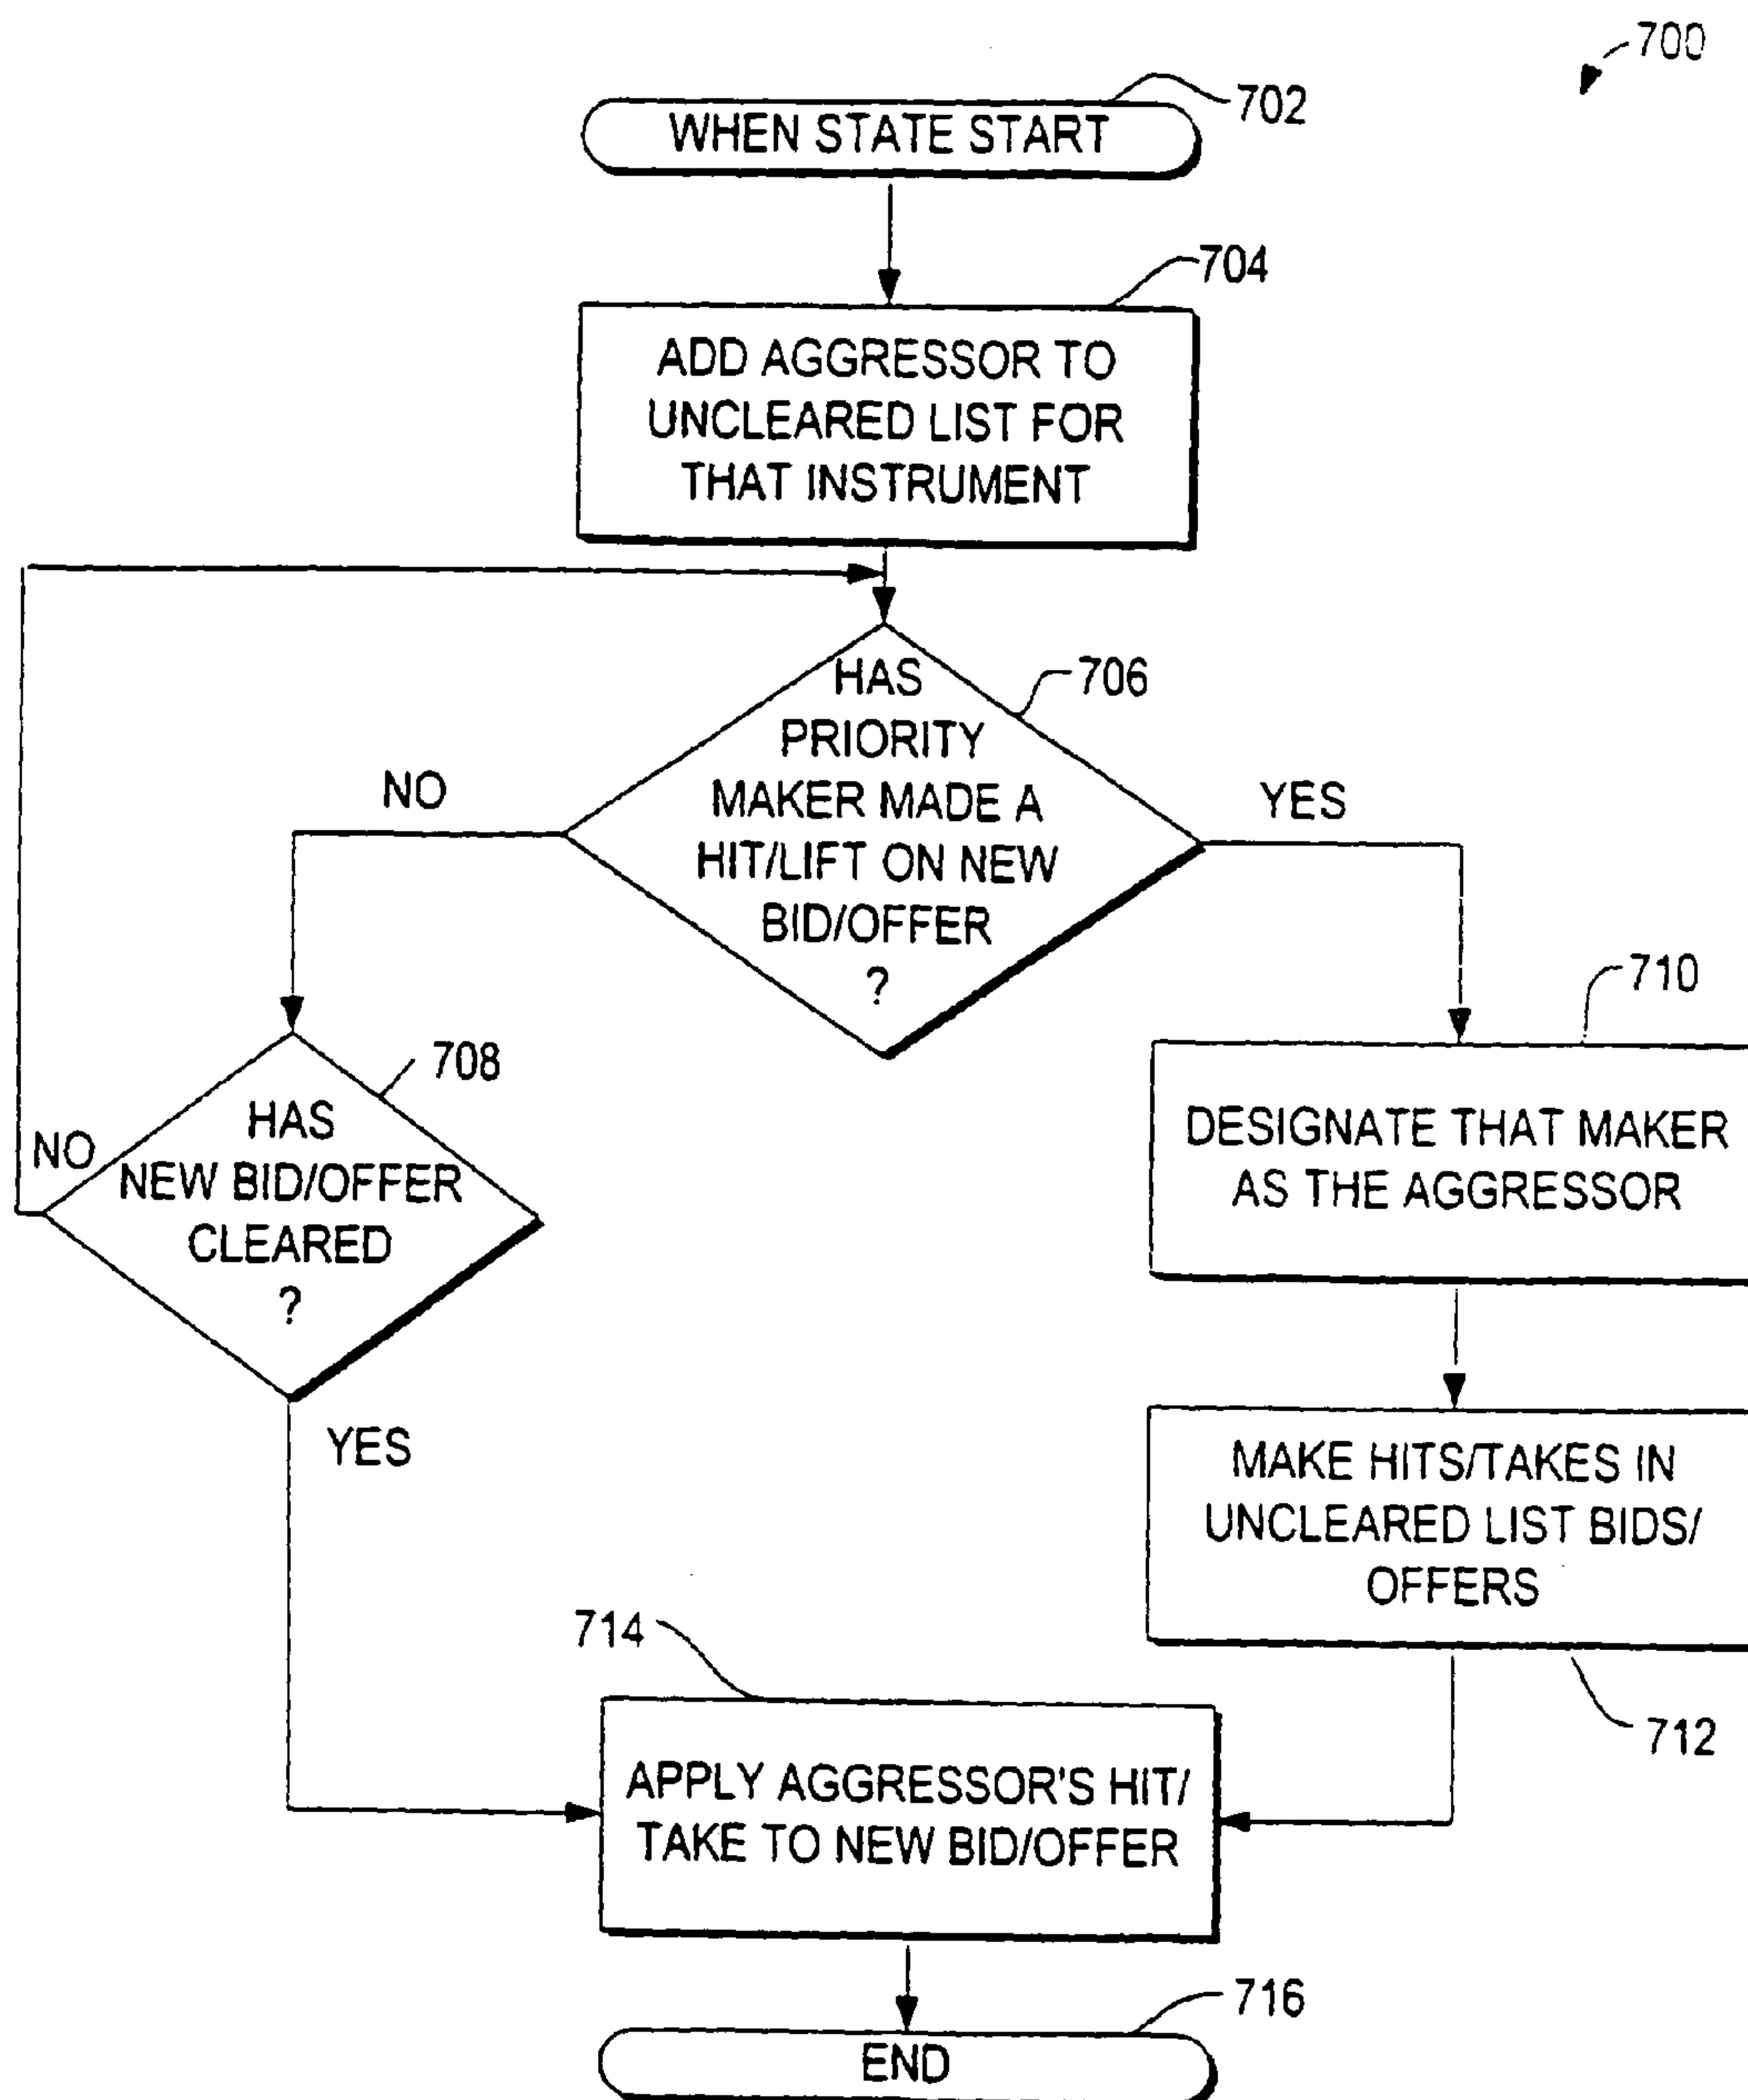 700
702
WHEN STATE START
704
ADD AGGRESSOR TO
UNCLEARED LIST FOR
THAT INSTRUMENT
706
HAS
PRIORITY
MAKER MADE A
HIT/LIFT ON NEW
BID/OFFER
?
NO
YES
708
HAS
NEW BID/OFFER
CLEARED
?
NO
YES
710
DESIGNATE THAT MAKER
AS THE AGGRESSOR
MAKE HITS/TAKES IN
UNCLEARED LIST BIDS/
OFFERS
712
714
APPLY AGGRESSOR'S HIT/
TAKE TO NEW BID/OFFER
716
END